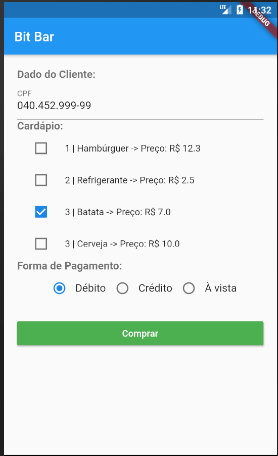 LTE 14:32
DEBUG
Bit Bar
Dado do Cliente:
CPF
040.452.999-99
Cardápio:
1 | Hambúrguer -> Preço: R$ 12.3
2 | Refrigerante -> Preço: R$ 2.5
3 | Batata -> Preço: R$ 7.0
3 | Cerveja -> Preço: R$ 10.0
Forma de Pagamento:
Débito Crédito À vista
Comprar